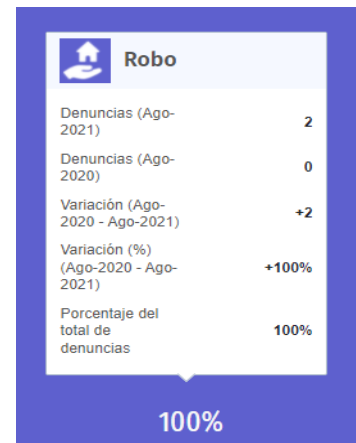 Robo
Denuncias (Ago-
2021)
2
Denuncias (Ago-
2020)
0
Variación (Ago-
2020 - Ago-2021)
+2
Variación (%)
(Ago-2020 - Ago-
2021)
+100%
Porcentaje del
total de
denuncias
100%
100%